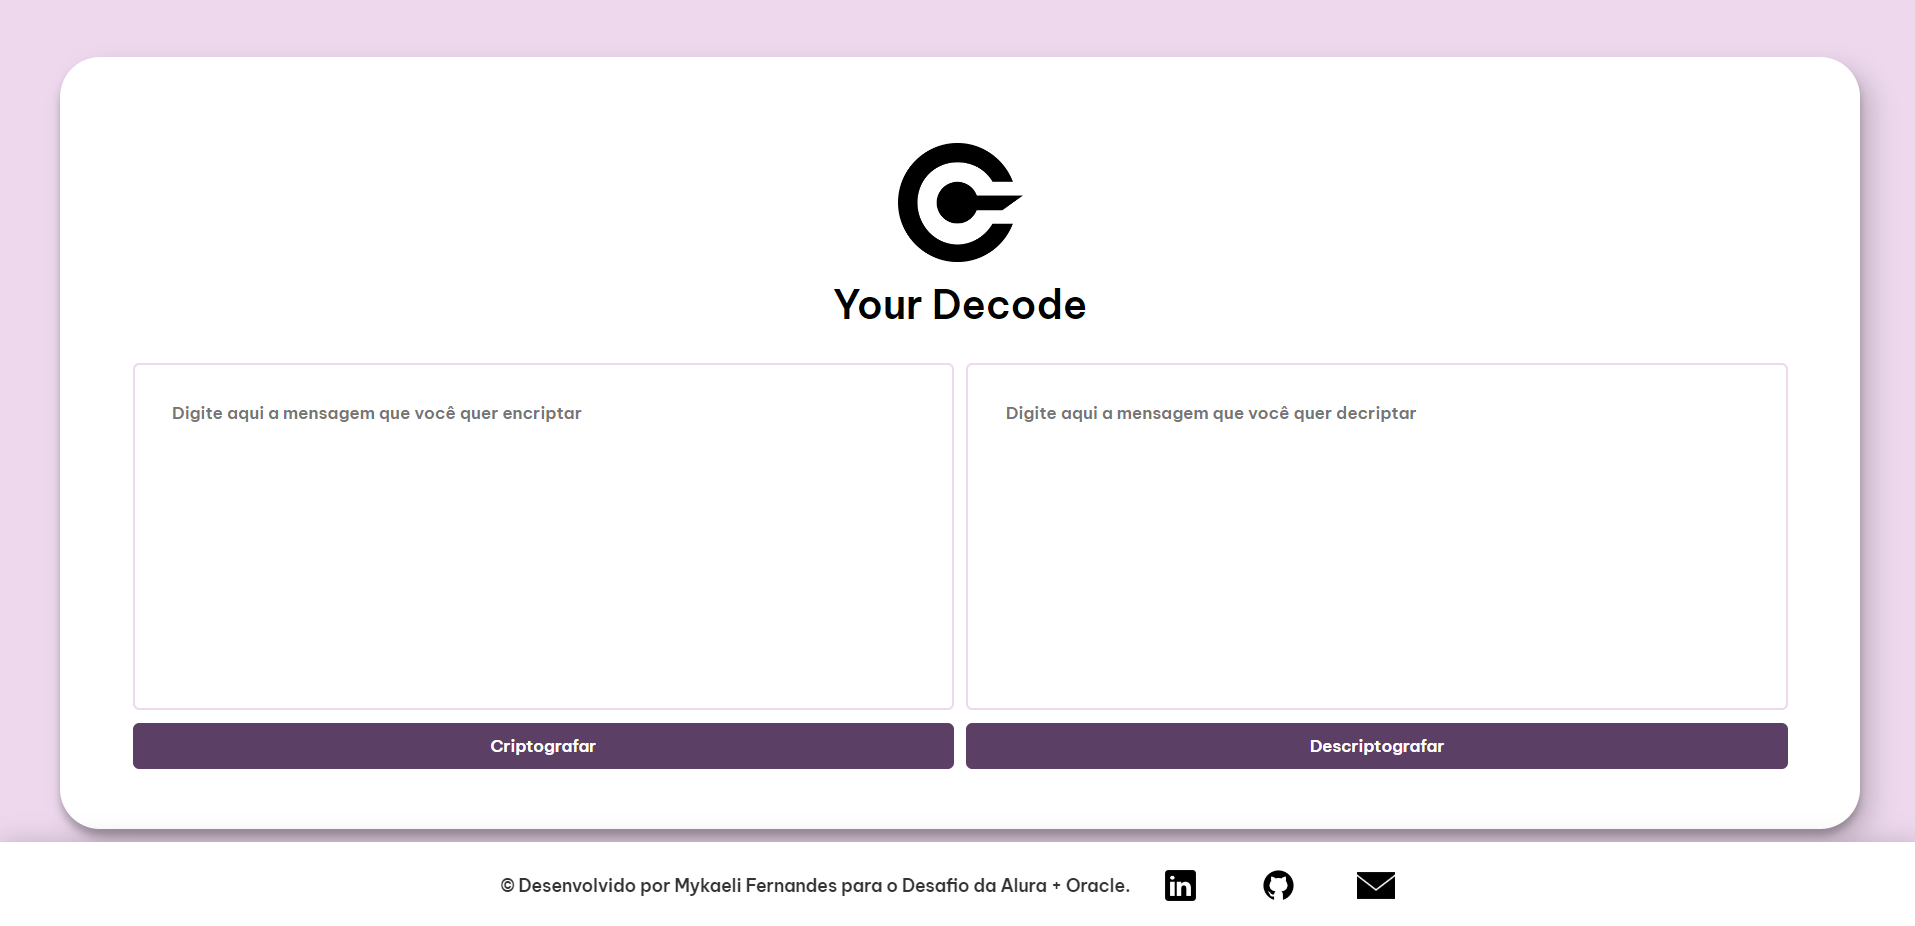 Your Decode
Digite aqui a mensagem que você quer encriptar
Digite aqui a mensagem que você quer decriptar
Criptografar
Descriptografar
© Desenvolvido por Mykaeli Fernandes para o Desafio da Alura + Oracle.
in